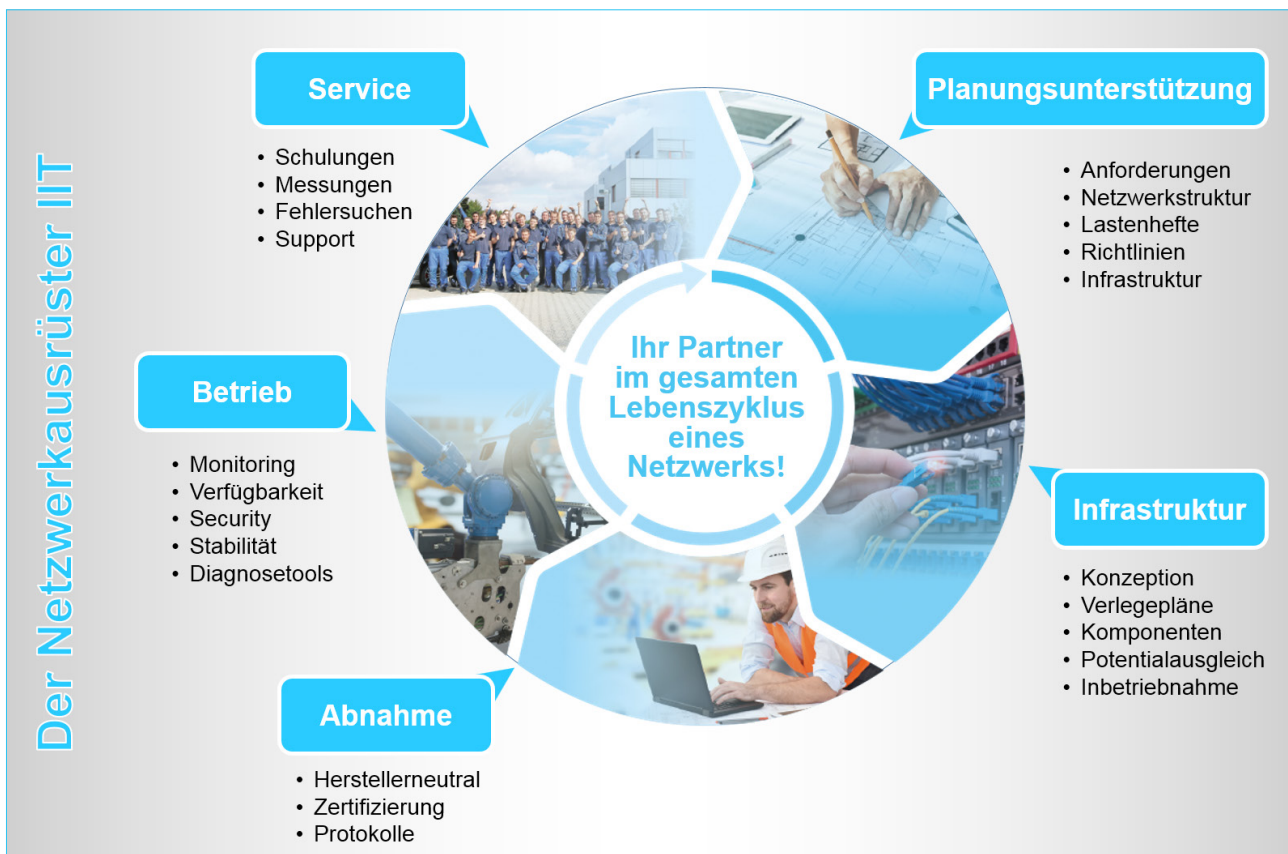 Der Netzwerkausrüster IIT
Service
• Schulungen
• Messungen
• Fehlersuchen
• Support
Planungsunterstützung
• Anforderungen
• Netzwerkstruktur
• Lastenhefte
• Richtlinien
• Infrastruktur
Ihr Partner
im gesamten
Lebenszyklus
eines
Netzwerks!
Betrieb
• Monitoring
• Verfügbarkeit
• Security
• Stabilität
• Diagnosetools
Infrastruktur
• Konzeption
• Verlegepläne
• Komponenten
• Potentialausgleich
• Inbetriebnahme
Abnahme
• Herstellerneutral
• Zertifizierung
• Protokolle